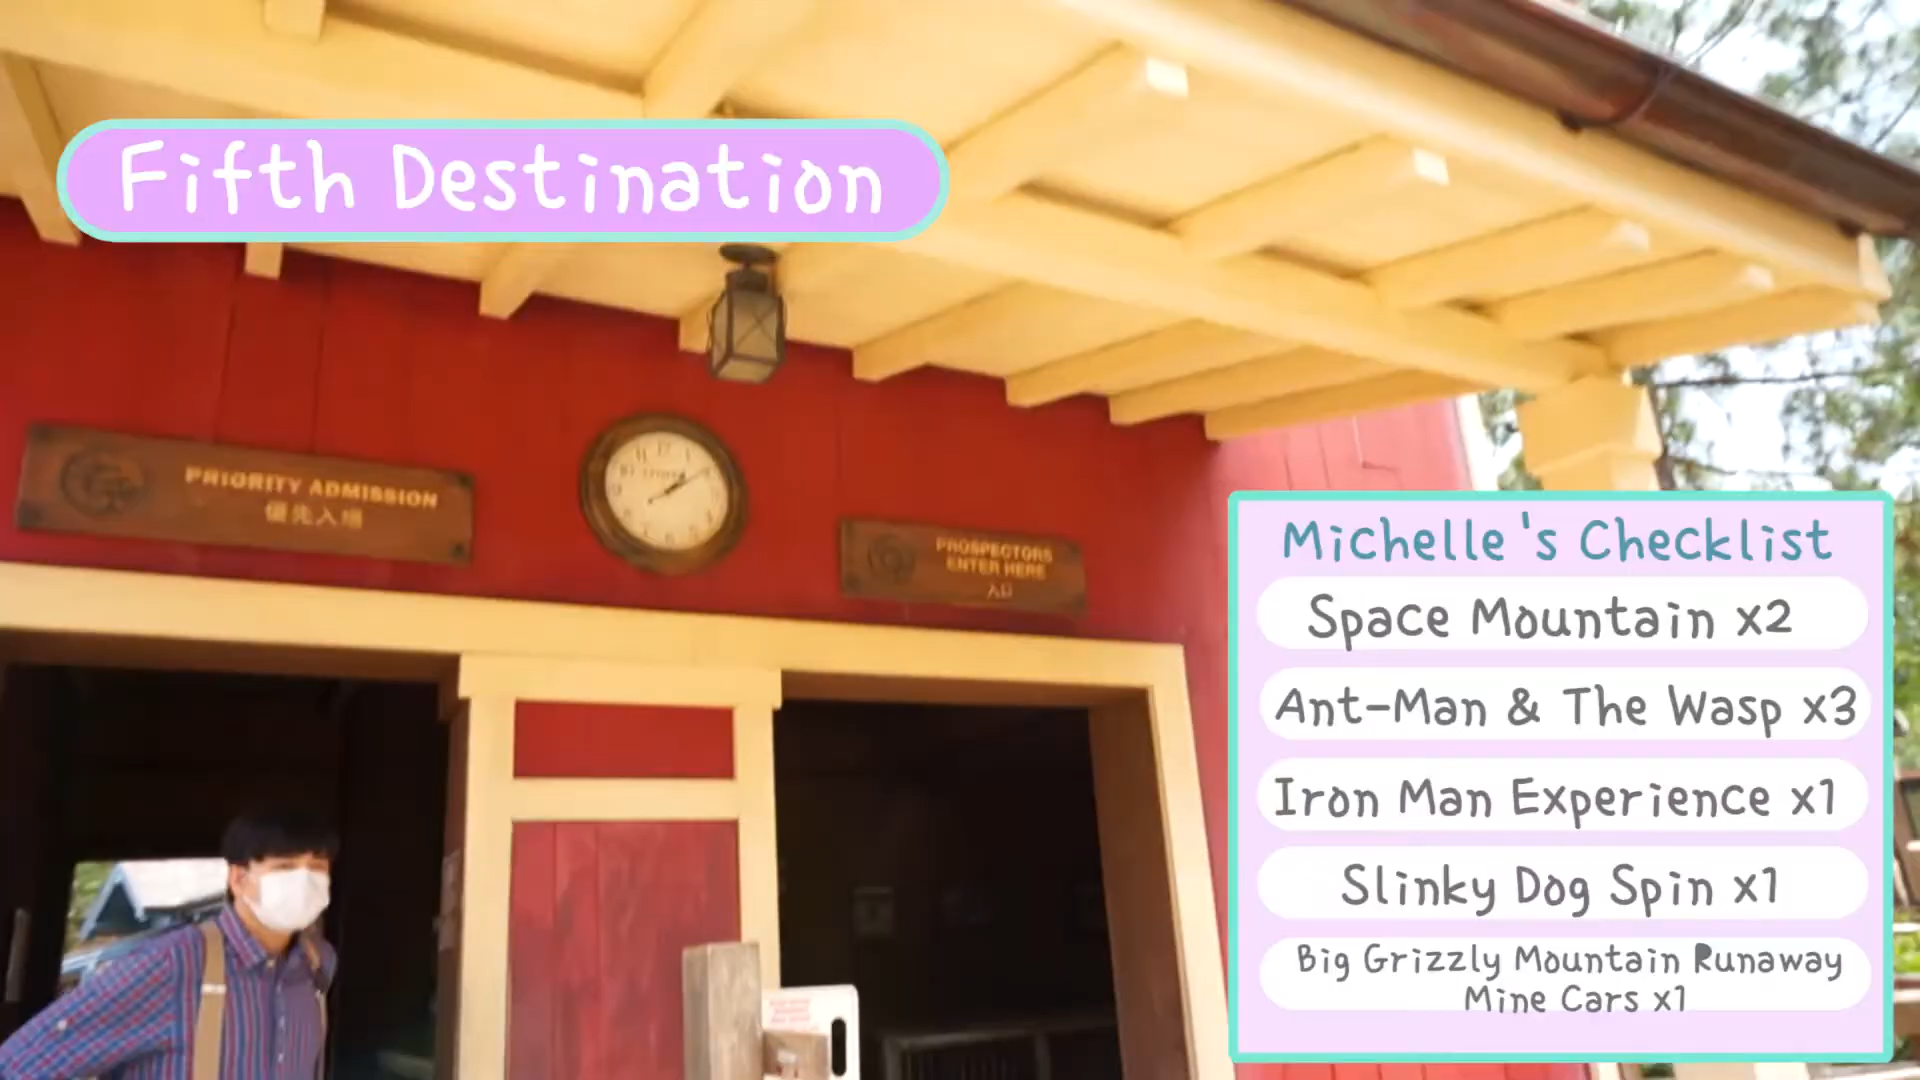 Fifth Destination
PRIORITY ADMISSION
優先入場
PROSPECTORS
ENTER HERE
入口
Michelle's Checklist
Space Mountain x2
Ant-Man & The Wasp x3
Iron Man Experience x1
Slinky Dog Spin x1
Big Grizzly Mountain Runaway
Mine Cars x1